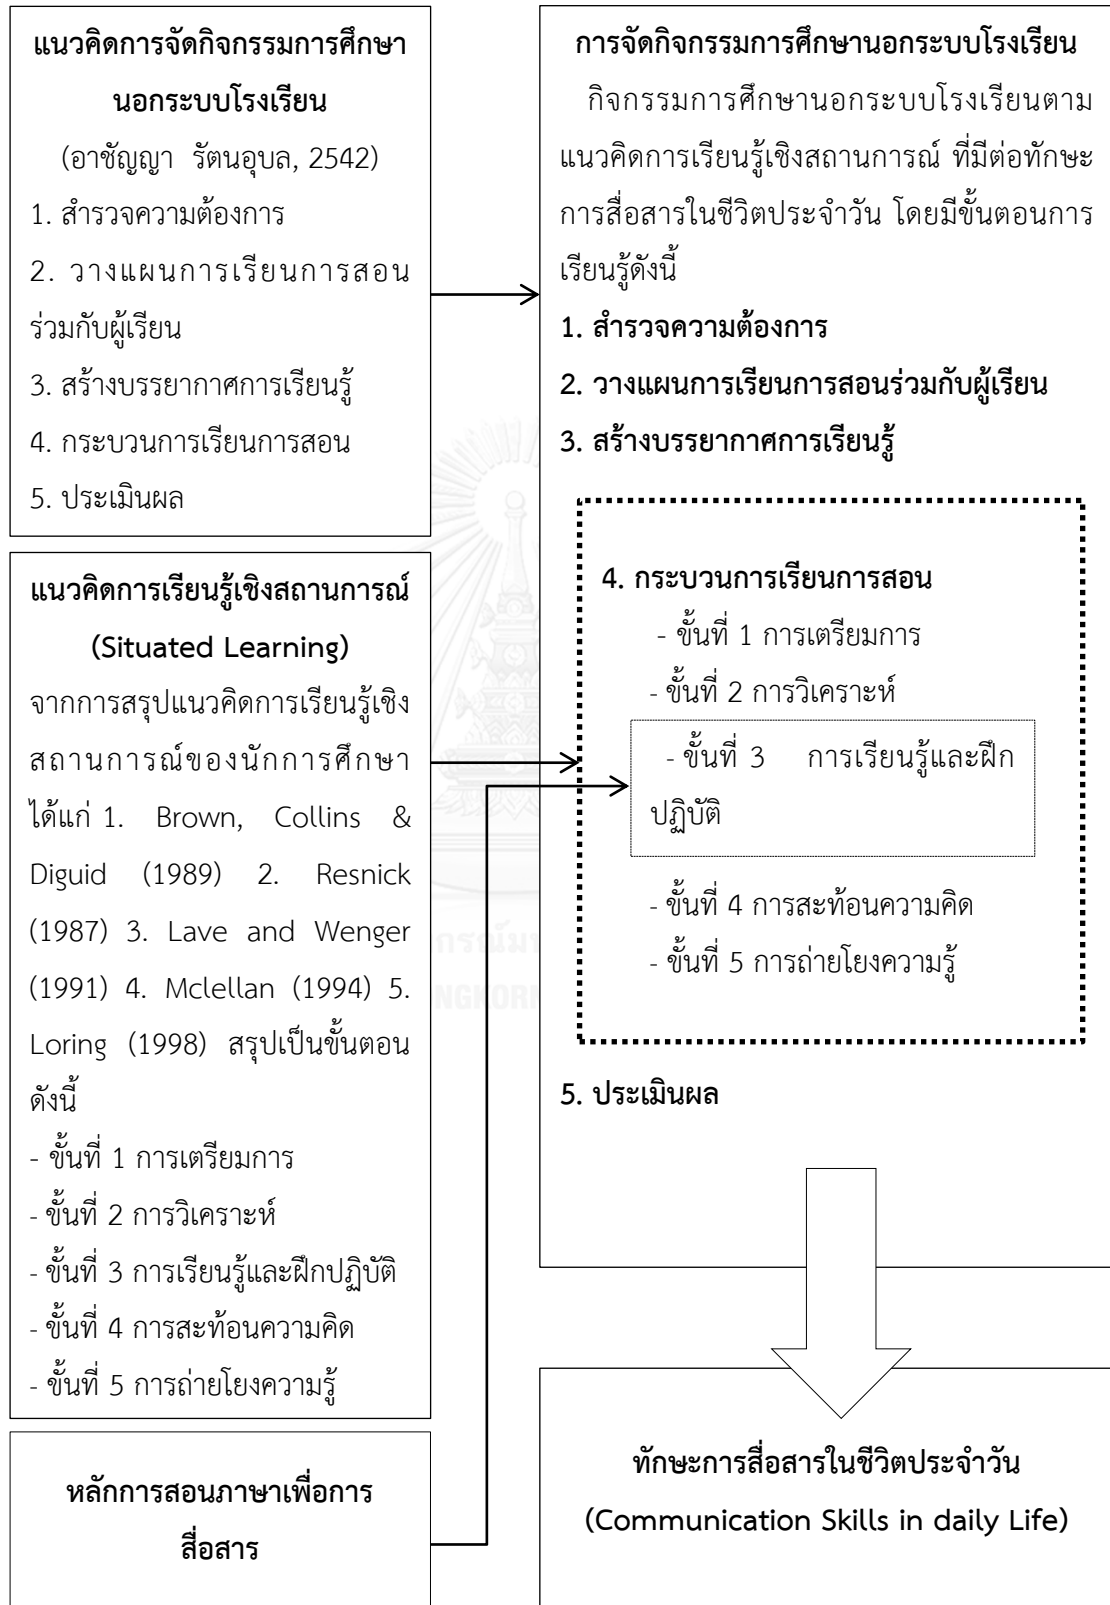 แนวคิดการจัดกิจกรรมการศึกษา
นอกระบบโรงเรียน
(อาชัญญา รัตนอุบล, 2542)
1. สำรวจความต้องการ
2. วางแผนการเรียนการสอน
ร่วมกับผู้เรียน
3. สร้างบรรยากาศการเรียนรู้
4. กระบวนการเรียนการสอน
5. ประเมินผล
แนวคิดการเรียนรู้เชิงสถานการณ์
(Situated Learning)
จากการสรุปแนวคิดการเรียนรู้เชิง
สถานการณ์ของนักการศึกษา
ได้แก่ 1. Brown, Collins &
Diguid (1989) 2. Resnick
(1987) 3. Lave and Wenger
(1991) 4. Mclellan (1994) 5.
Loring (1998) สรุปเป็นขั้นตอน
ดังนี้
- ขั้นที่ 1 การเตรียมการ
- ขั้นที่ 2 การวิเคราะห์
- ขั้นที่ 3 การเรียนรู้และฝึกปฏิบัติ
- ขั้นที่ 4 การสะท้อนความคิด
- ขั้นที่ 5 การถ่ายโยงความรู้
หลักการสอนภาษาเพื่อการ
สื่อสาร
การจัดกิจกรรมการศึกษานอกระบบโรงเรียน
กิจกรรมการศึกษานอกระบบโรงเรียนตาม
แนวคิดการเรียนรู้เชิงสถานการณ์ ที่มีต่อทักษะ
การสื่อสารในชีวิตประจำวัน โดยมีขั้นตอนการ
เรียนรู้ดังนี้
1. สำรวจความต้องการ
2. วางแผนการเรียนการสอนร่วมกับผู้เรียน
3. สร้างบรรยากาศการเรียนรู้
4. กระบวนการเรียนการสอน
- ขั้นที่ 1 การเตรียมการ
- ขั้นที่ 2 การวิเคราะห์
- ขั้นที่ 3 การเรียนรู้และฝึก
ปฏิบัติ
- ขั้นที่ 4 การสะท้อนความคิด
- ขั้นที่ 5 การถ่ายโยงความรู้
5. ประเมินผล
ทักษะการสื่อสารในชีวิตประจำวัน
(Communication Skills in daily Life)